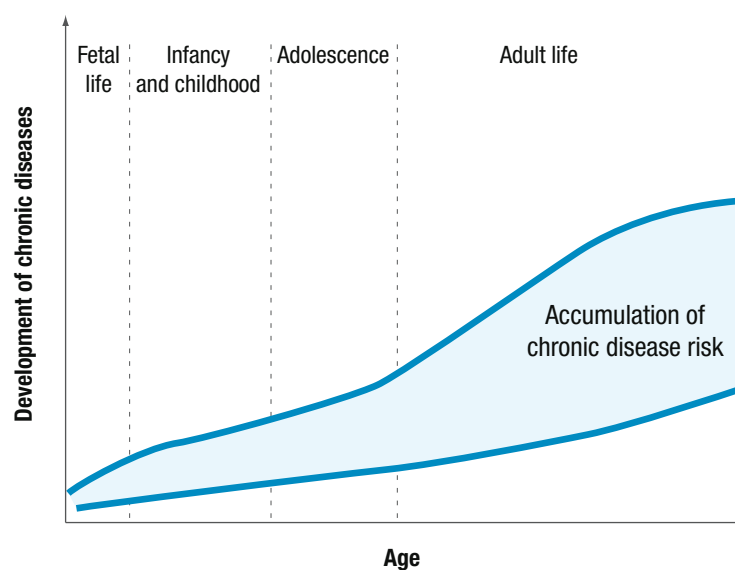 Fetal
life
Infancy
and childhood
Adolescence
Adult life
Development of chronic diseases
Accumulation of
chronic disease risk
Age